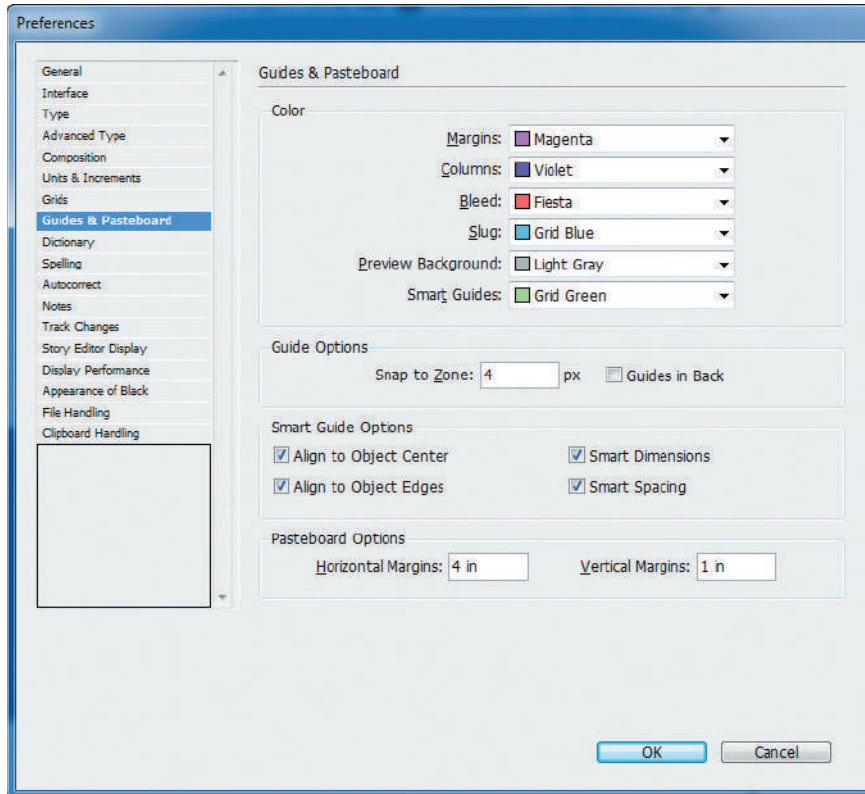 Preferences
General
Interface
Type
Advanced Type
Composition
Units & Increments
Grids
Guides & Pasteboard
Dictionary
Spelling
Autocorrect
Notes
Track Changes
Story Editor Display
Display Performance
Appearance of Black
File Handling
Clipboard Handling
Guides & Pasteboard
Color
Margins: Magenta
Columns: Violet
Bleed: Fiesta
Slug: Grid Blue
Preview Background: Light Gray
Smart Guides: Grid Green
Guide Options
Snap to Zone: 4 px Guides in Back
Smart Guide Options
Align to Object Center Smart Dimensions
Align to Object Edges Smart Spacing
Pasteboard Options
Horizontal Margins: 4 in Vertical Margins: 1 in
OK Cancel